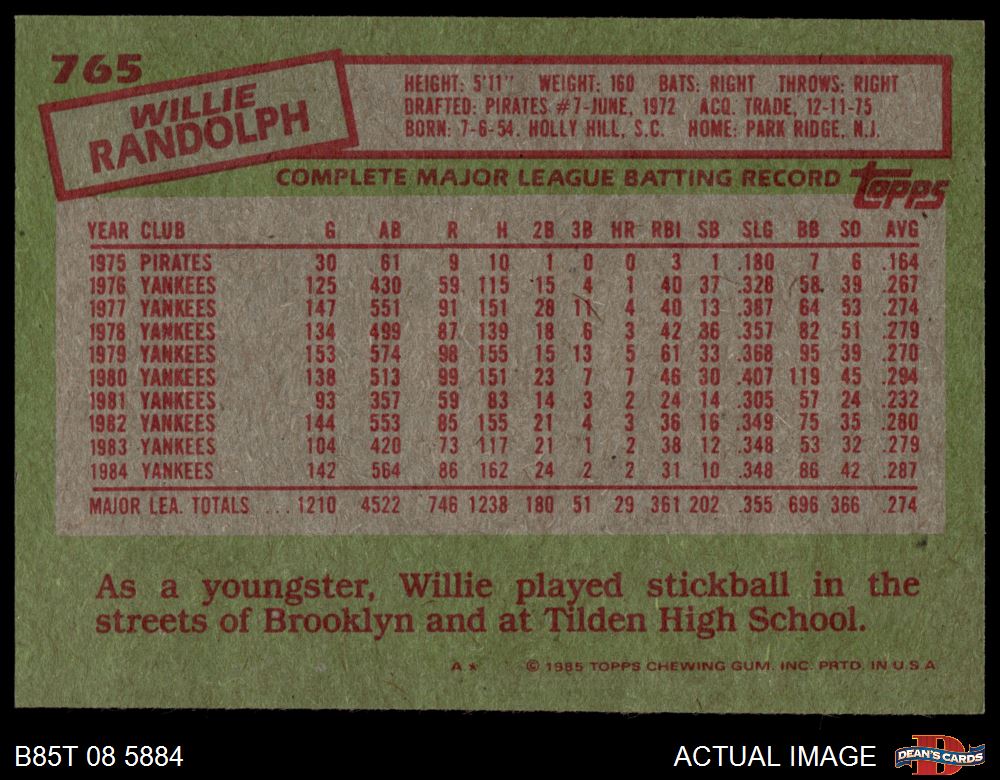 765
WILLIE
RANDOLPH
HEIGHT: 5'11" WEIGHT: 160 BATS: RIGHT THROWS: RIGHT
DRAFTED: PIRATES #7-JUNE, 1972 ACQ. TRADE, 12-11-75
BORN: 7-6-54. HOLLY HILL, S.C. HOME: PARK RIDGE, N.J.
COMPLETE MAJOR LEAGUE BATTING RECORD topps
YEAR CLUB G AB R H 2B 3B HR RBI SB SLG BB SO AVG
1975 PIRATES 30 61 9 10 1 0 0 3 1 .180 7 6 .164
1976 YANKEES 125 430 59 115 15 4 1 40 37 .328 58 39 .267
1977 YANKEES 147 551 91 151 28 11 4 40 13 .387 64 53 .274
1978 YANKEES 134 499 87 139 18 6 3 42 36 .357 82 51 .279
1979 YANKEES 153 574 98 155 15 13 5 61 33 .368 95 39 .270
1980 YANKEES 138 513 99 151 23 7 7 46 30 .407 119 45 .294
1981 YANKEES 93 357 59 83 14 3 2 24 14 .305 57 24 .232
1982 YANKEES 144 553 85 155 21 4 3 36 16 .349 75 35 .280
1983 YANKEES 104 420 73 117 21 1 2 38 12 .348 53 32 .279
1984 YANKEES 142 564 86 162 24 2 2 31 10 .348 86 42 .287
MAJOR LEA. TOTALS ... 1210 4522 746 1238 180 51 29 361 202 .355 696 366 .274
As a youngster, Willie played stickball in the
streets of Brooklyn and at Tilden High School.
A* © 1985 TOPPS CHEWING GUM, INC. PRTD. IN U.S.A.
B85T 08 5884 ACTUAL IMAGE DEAN'S CARDS